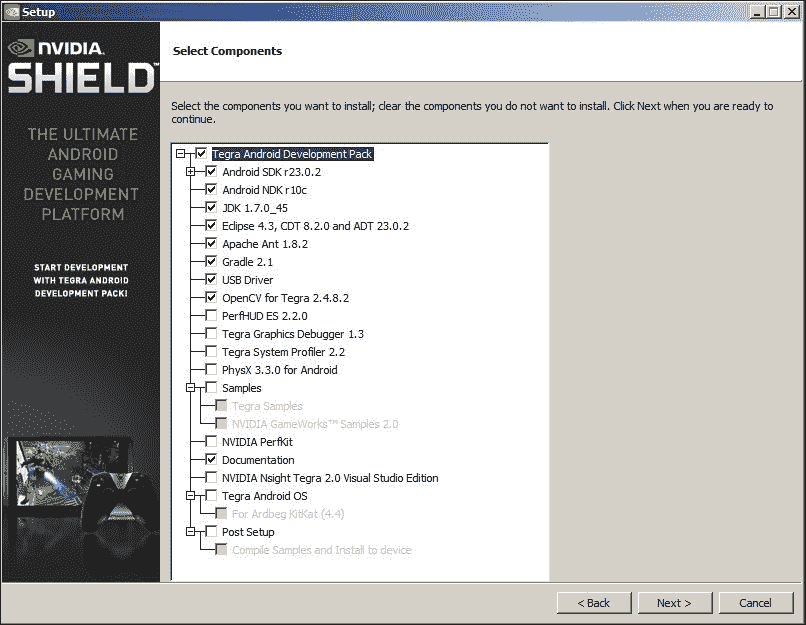 Setup
NVIDIA.
SHIELD™
THE ULTIMATE
ANDROID
GAMING
DEVELOPMENT
PLATFORM
START DEVELOPMENT
WITH TEGRA ANDROID
DEVELOPMENT PACK!
Select Components
Select the components you want to install; clear the components you do not want to install. Click Next when you are ready to
continue.
Tegra Android Development Pack
Android SDK r23.0.2
Android NDK r10c
JDK 1.7.0_45
Eclipse 4.3, CDT 8.2.0 and ADT 23.0.2
Apache Ant 1.8.2
Gradle 2.1
USB Driver
OpenCV for Tegra 2.4.8.2
PerfHUD ES 2.2.0
Tegra Graphics Debugger 1.3
Tegra System Profiler 2.2
PhysX 3.3.0 for Android
Samples
Tegra Samples
NVIDIA GameWorks™ Samples 2.0
NVIDIA PerfKit
Documentation
NVIDIA Nsight Tegra 2.0 Visual Studio Edition
Tegra Android OS
For Ardbeg KitKat (4.4)
Post Setup
Compile Samples and Install to device
< Back
Next >
Cancel